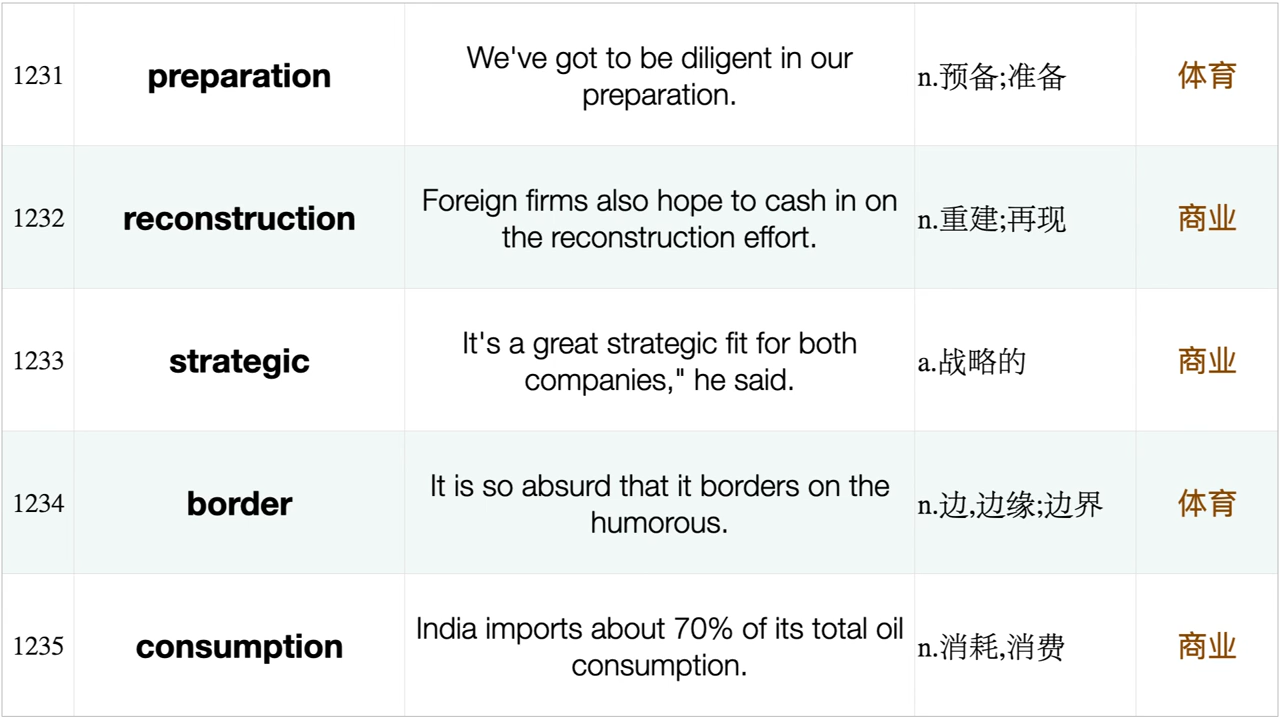 1231 preparation We've got to be diligent in our preparation. n.预备;准备 体育
1232 reconstruction Foreign firms also hope to cash in on the reconstruction effort. n.重建;再现 商业
1233 strategic It's a great strategic fit for both companies," he said. a.战略的 商业
1234 border It is so absurd that it borders on the humorous. n.边,边缘;边界 体育
1235 consumption India imports about 70% of its total oil consumption. n.消耗,消费 商业